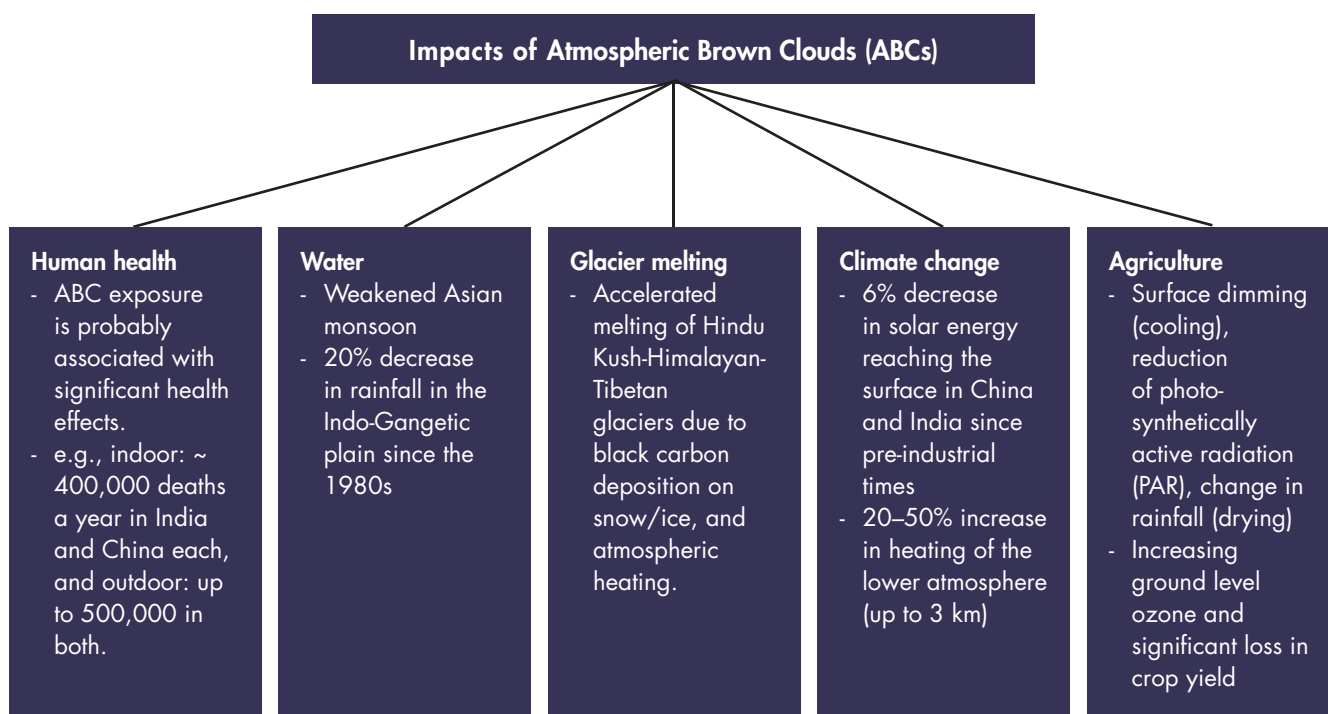 Impacts of Atmospheric Brown Clouds (ABCs)
Human health
- ABC exposure
is probably
associated with
significant health
effects.
- e.g., indoor: ~
400,000 deaths
a year in India
and China each,
and outdoor: up
to 500,000 in
both.
Water
- Weakened Asian
monsoon
- 20% decrease
in rainfall in the
Indo-Gangetic
plain since the
1980s
Glacier melting
- Accelerated
melting of Hindu
Kush-Himalayan-
Tibetan
glaciers due to
black carbon
deposition on
snow/ice, and
atmospheric
heating.
Climate change
- 6% decrease
in solar energy
reaching the
surface in China
and India since
pre-industrial
times
- 20–50% increase
in heating of the
lower atmosphere
(up to 3 km)
Agriculture
- Surface dimming
(cooling),
reduction
of photo-
synthetically
active radiation
(PAR), change in
rainfall (drying)
- Increasing
ground level
ozone and
significant loss in
crop yield